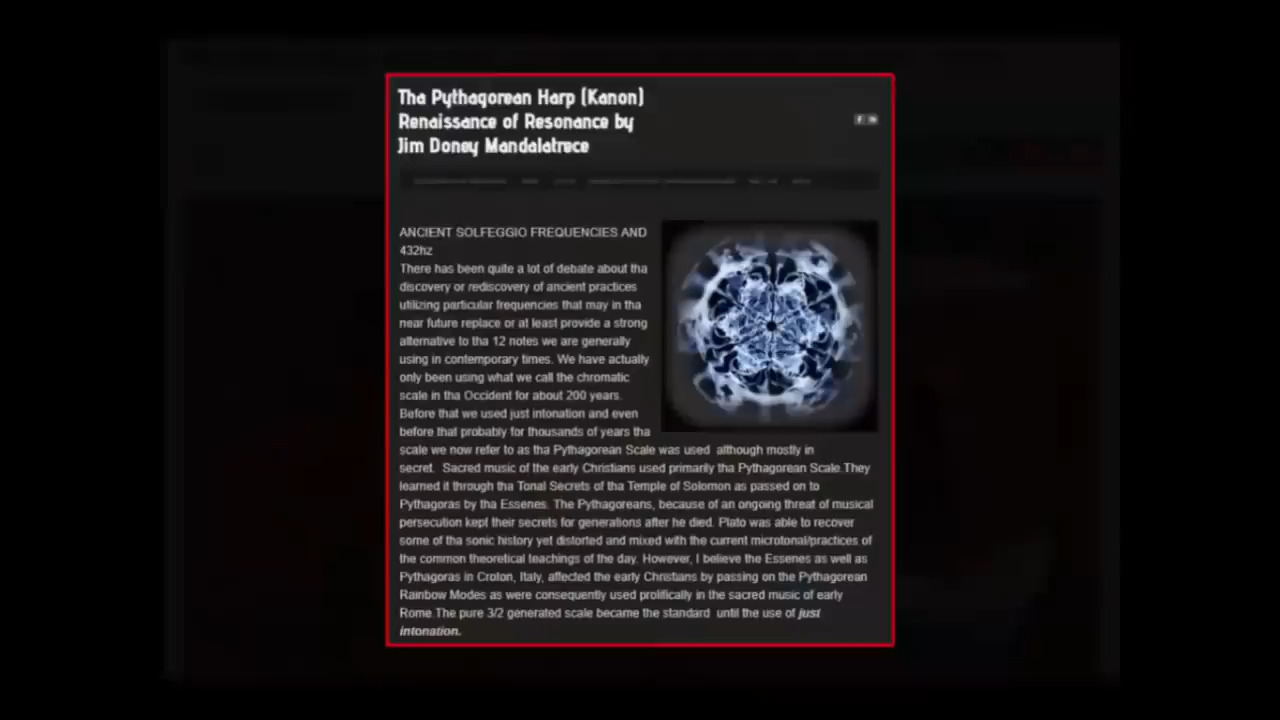 Tha Pythagorean Harp (Kanon)
Renaissance of Resonance by
Jim Doney Mandalatrece
ANCIENT SOLFEGGIO FREQUENCIES AND
432hz
There has been quite a lot of debate about tha
discovery or rediscovery of ancient practices
utilizing particular frequencies that may in tha
near future replace or at least provide a strong
alternative to tha 12 notes we are generally
using in contemporary times. We have actually
only been using what we call the chromatic
scale in tha Occident for about 200 years.
Before that we used just intonation and even
before that probably for thousands of years tha
scale we now refer to as tha Pythagorean Scale was used although mostly in
secret. Sacred music of the early Christians used primarily tha Pythagorean Scale.They
learned it through tha Tonal Secrets of tha Temple of Solomon as passed on to
Pythagoras by tha Essenes. The Pythagoreans, because of an ongoing threat of musical
persecution kept their secrets for generations after he died. Plato was able to recover
some of tha sonic history yet distorted and mixed with the current microtonal/practices of
the common theoretical teachings of the day. However, I believe the Essenes as well as
Pythagoras in Croton, Italy, affected the early Christians by passing on the Pythagorean
Rainbow Modes as were consequently used prolifically in the sacred music of early
Rome.The pure 3/2 generated scale became the standard until the use of just
intonation.